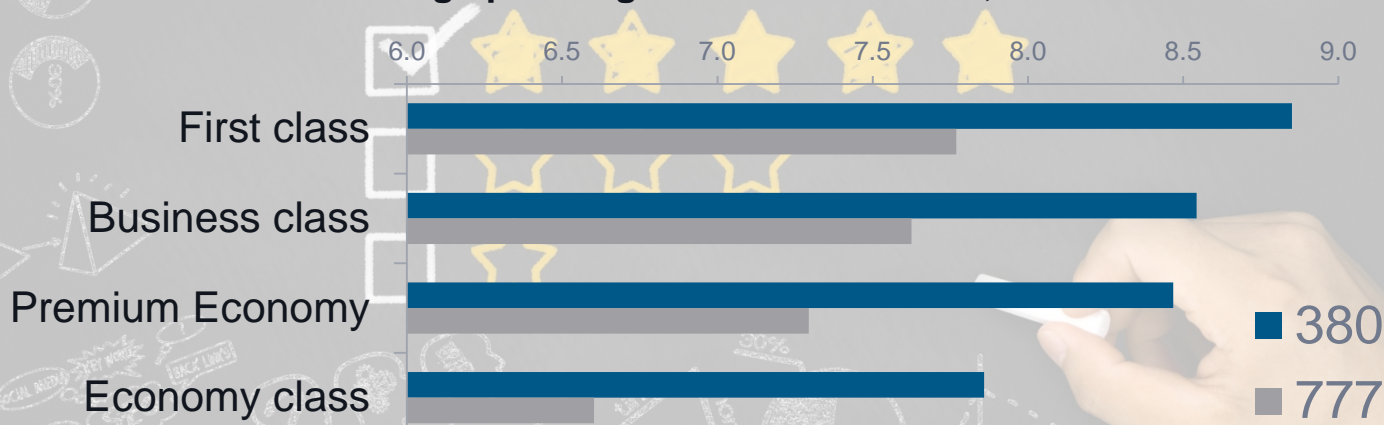 6.0 6.5 7.0 7.5 8.0 8.5 9.0
First class
Business class
Premium Economy
380
Economy class
777
30%